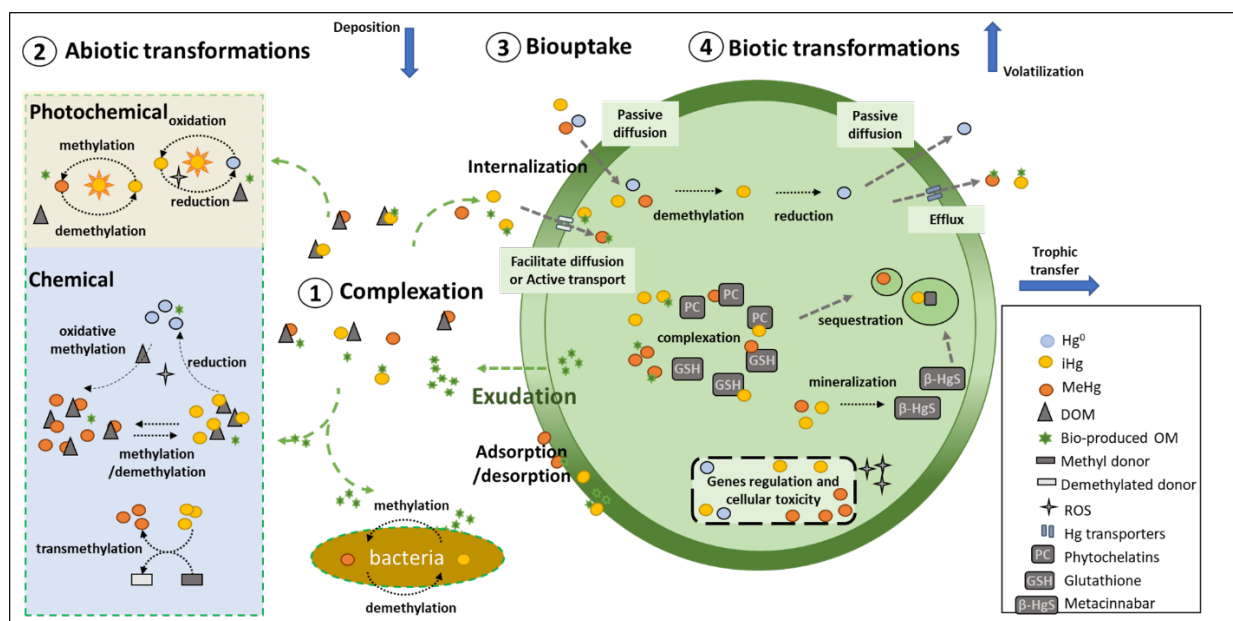 Deposition
2 Abiotic transformations
3 Biouptake
4 Biotic transformations
Volatilization
Photochemical
oxidation
methylation
reduction
demethylation
Passive
diffusion
Passive
diffusion
Internalization
demethylation
reduction
Efflux
Facilitate diffusion
or Active transport
Trophic
transfer
Chemical
oxidative
methylation
reduction
methylation
/demethylation
transmethylation
1 Complexation
Exudation
Adsorption
/desorption
PC
PC
PC
complexation
GSH
GSH
GSH
sequestration
mineralization
β-HgS
β-HgS
Genes regulation and
cellular toxicity
methylation
bacteria
demethylation
Hg⁰
iHg
MeHg
DOM
Bio-produced OM
Methyl donor
Demethylated donor
ROS
Hg transporters
PC Phytochelatins
GSH Glutathione
β-HgS Metacinnabar